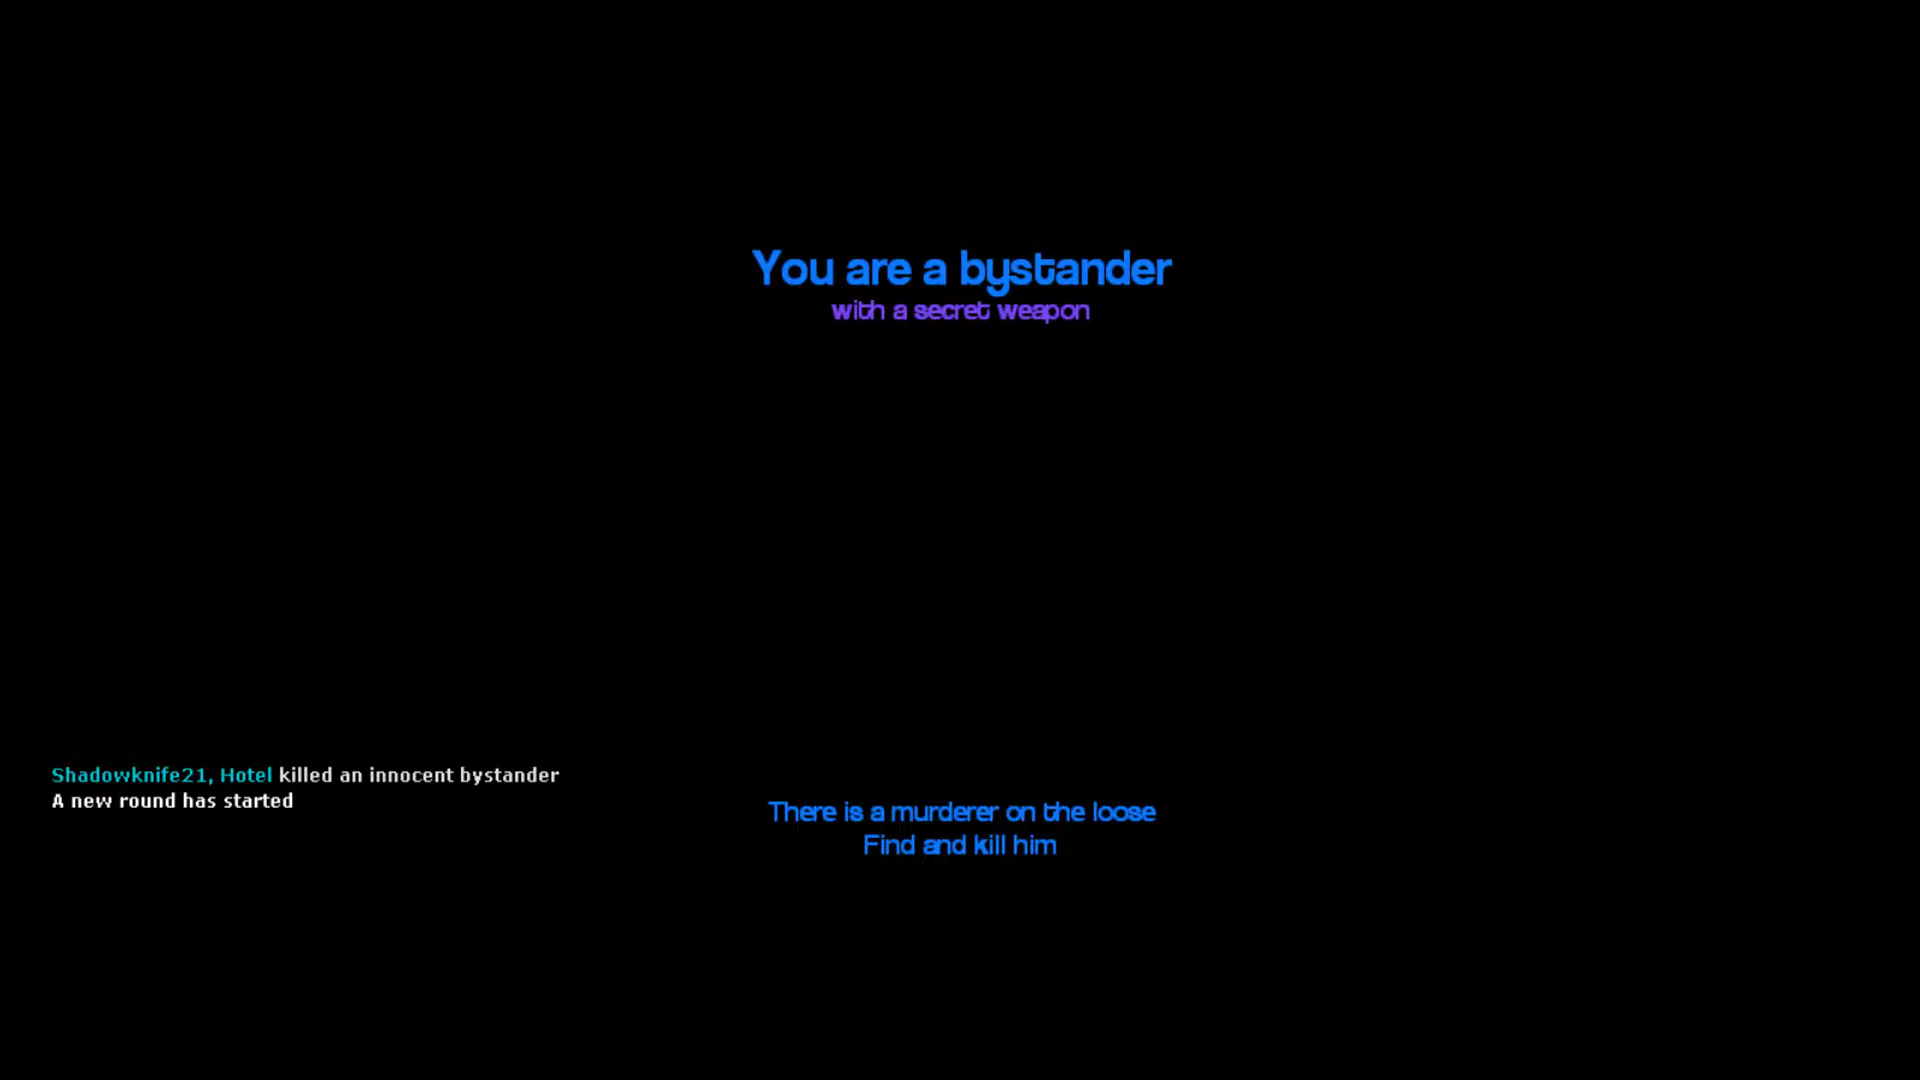 You are a bystander
with a secret weapon
Shadowknife21, Hotel killed an innocent bystander
A new round has started
There is a murderer on the loose
Find and kill him